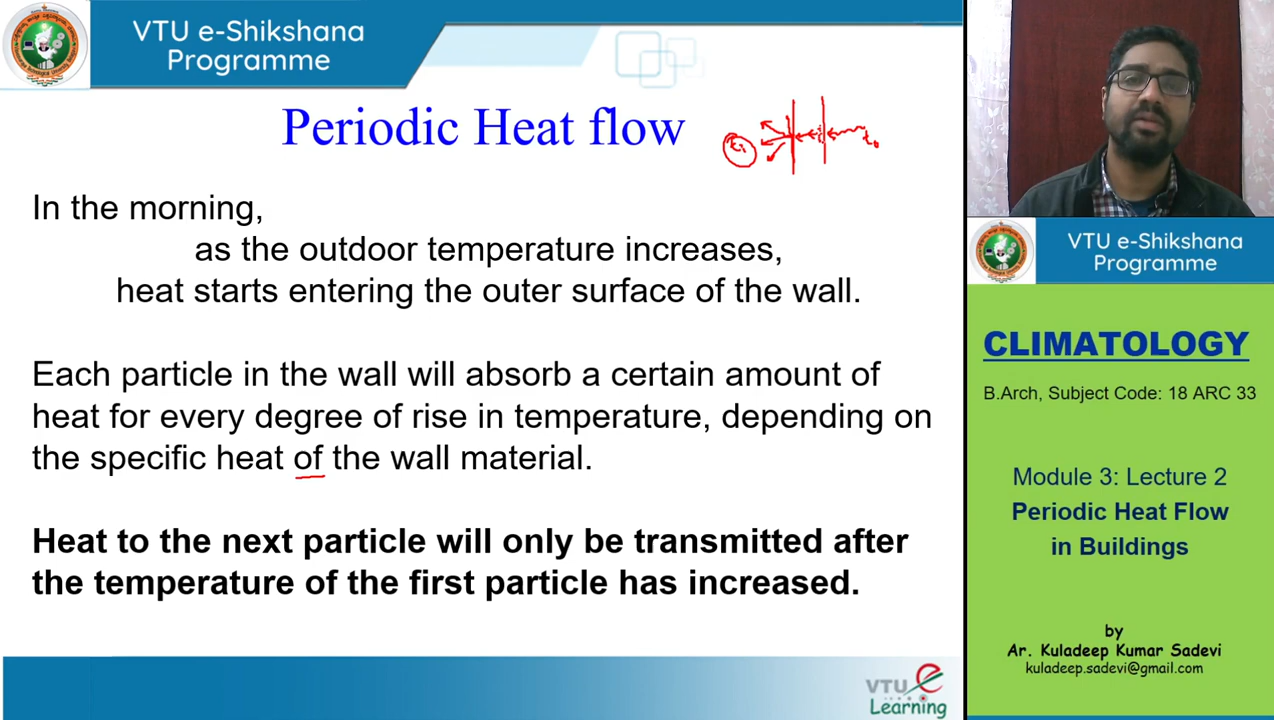 VTU e-Shikshana
Programme
Periodic Heat flow
ti
to
In the morning,
as the outdoor temperature increases,
heat starts entering the outer surface of the wall.
Each particle in the wall will absorb a certain amount of
heat for every degree of rise in temperature, depending on
the specific heat of the wall material.
Heat to the next particle will only be transmitted after
the temperature of the first particle has increased.
VTU e
Learning
VTU e-Shikshana
Programme
CLIMATOLOGY
B.Arch, Subject Code: 18 ARC 33
Module 3: Lecture 2
Periodic Heat Flow
in Buildings
by
Ar. Kuladeep Kumar Sadevi
kuladeep.sadevi@gmail.com